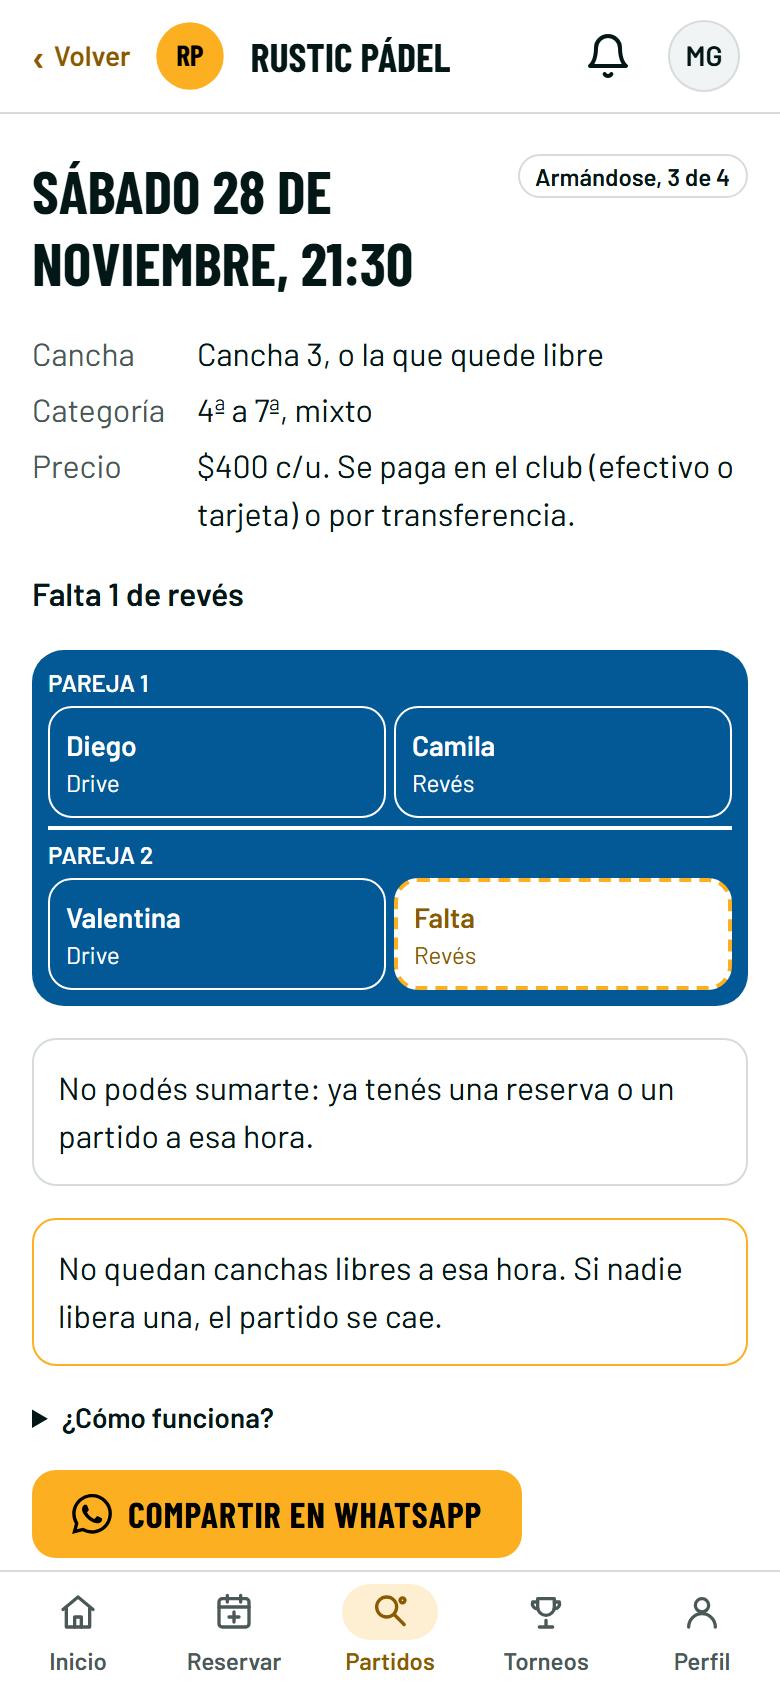 ‹ Volver
RP
RUSTIC PÁDEL
MG
SÁBADO 28 DE
NOVIEMBRE, 21:30
Armándose, 3 de 4
Cancha
Cancha 3, o la que quede libre
Categoría
4ª a 7ª, mixto
Precio
$400 c/u. Se paga en el club (efectivo o
tarjeta) o por transferencia.
Falta 1 de revés
PAREJA 1
Diego
Drive
Camila
Revés
PAREJA 2
Valentina
Drive
Falta
Revés
No podés sumarte: ya tenés una reserva o un
partido a esa hora.
No quedan canchas libres a esa hora. Si nadie
libera una, el partido se cae.
¿Cómo funciona?
COMPARTIR EN WHATSAPP
Inicio
Reservar
Partidos
Torneos
Perfil